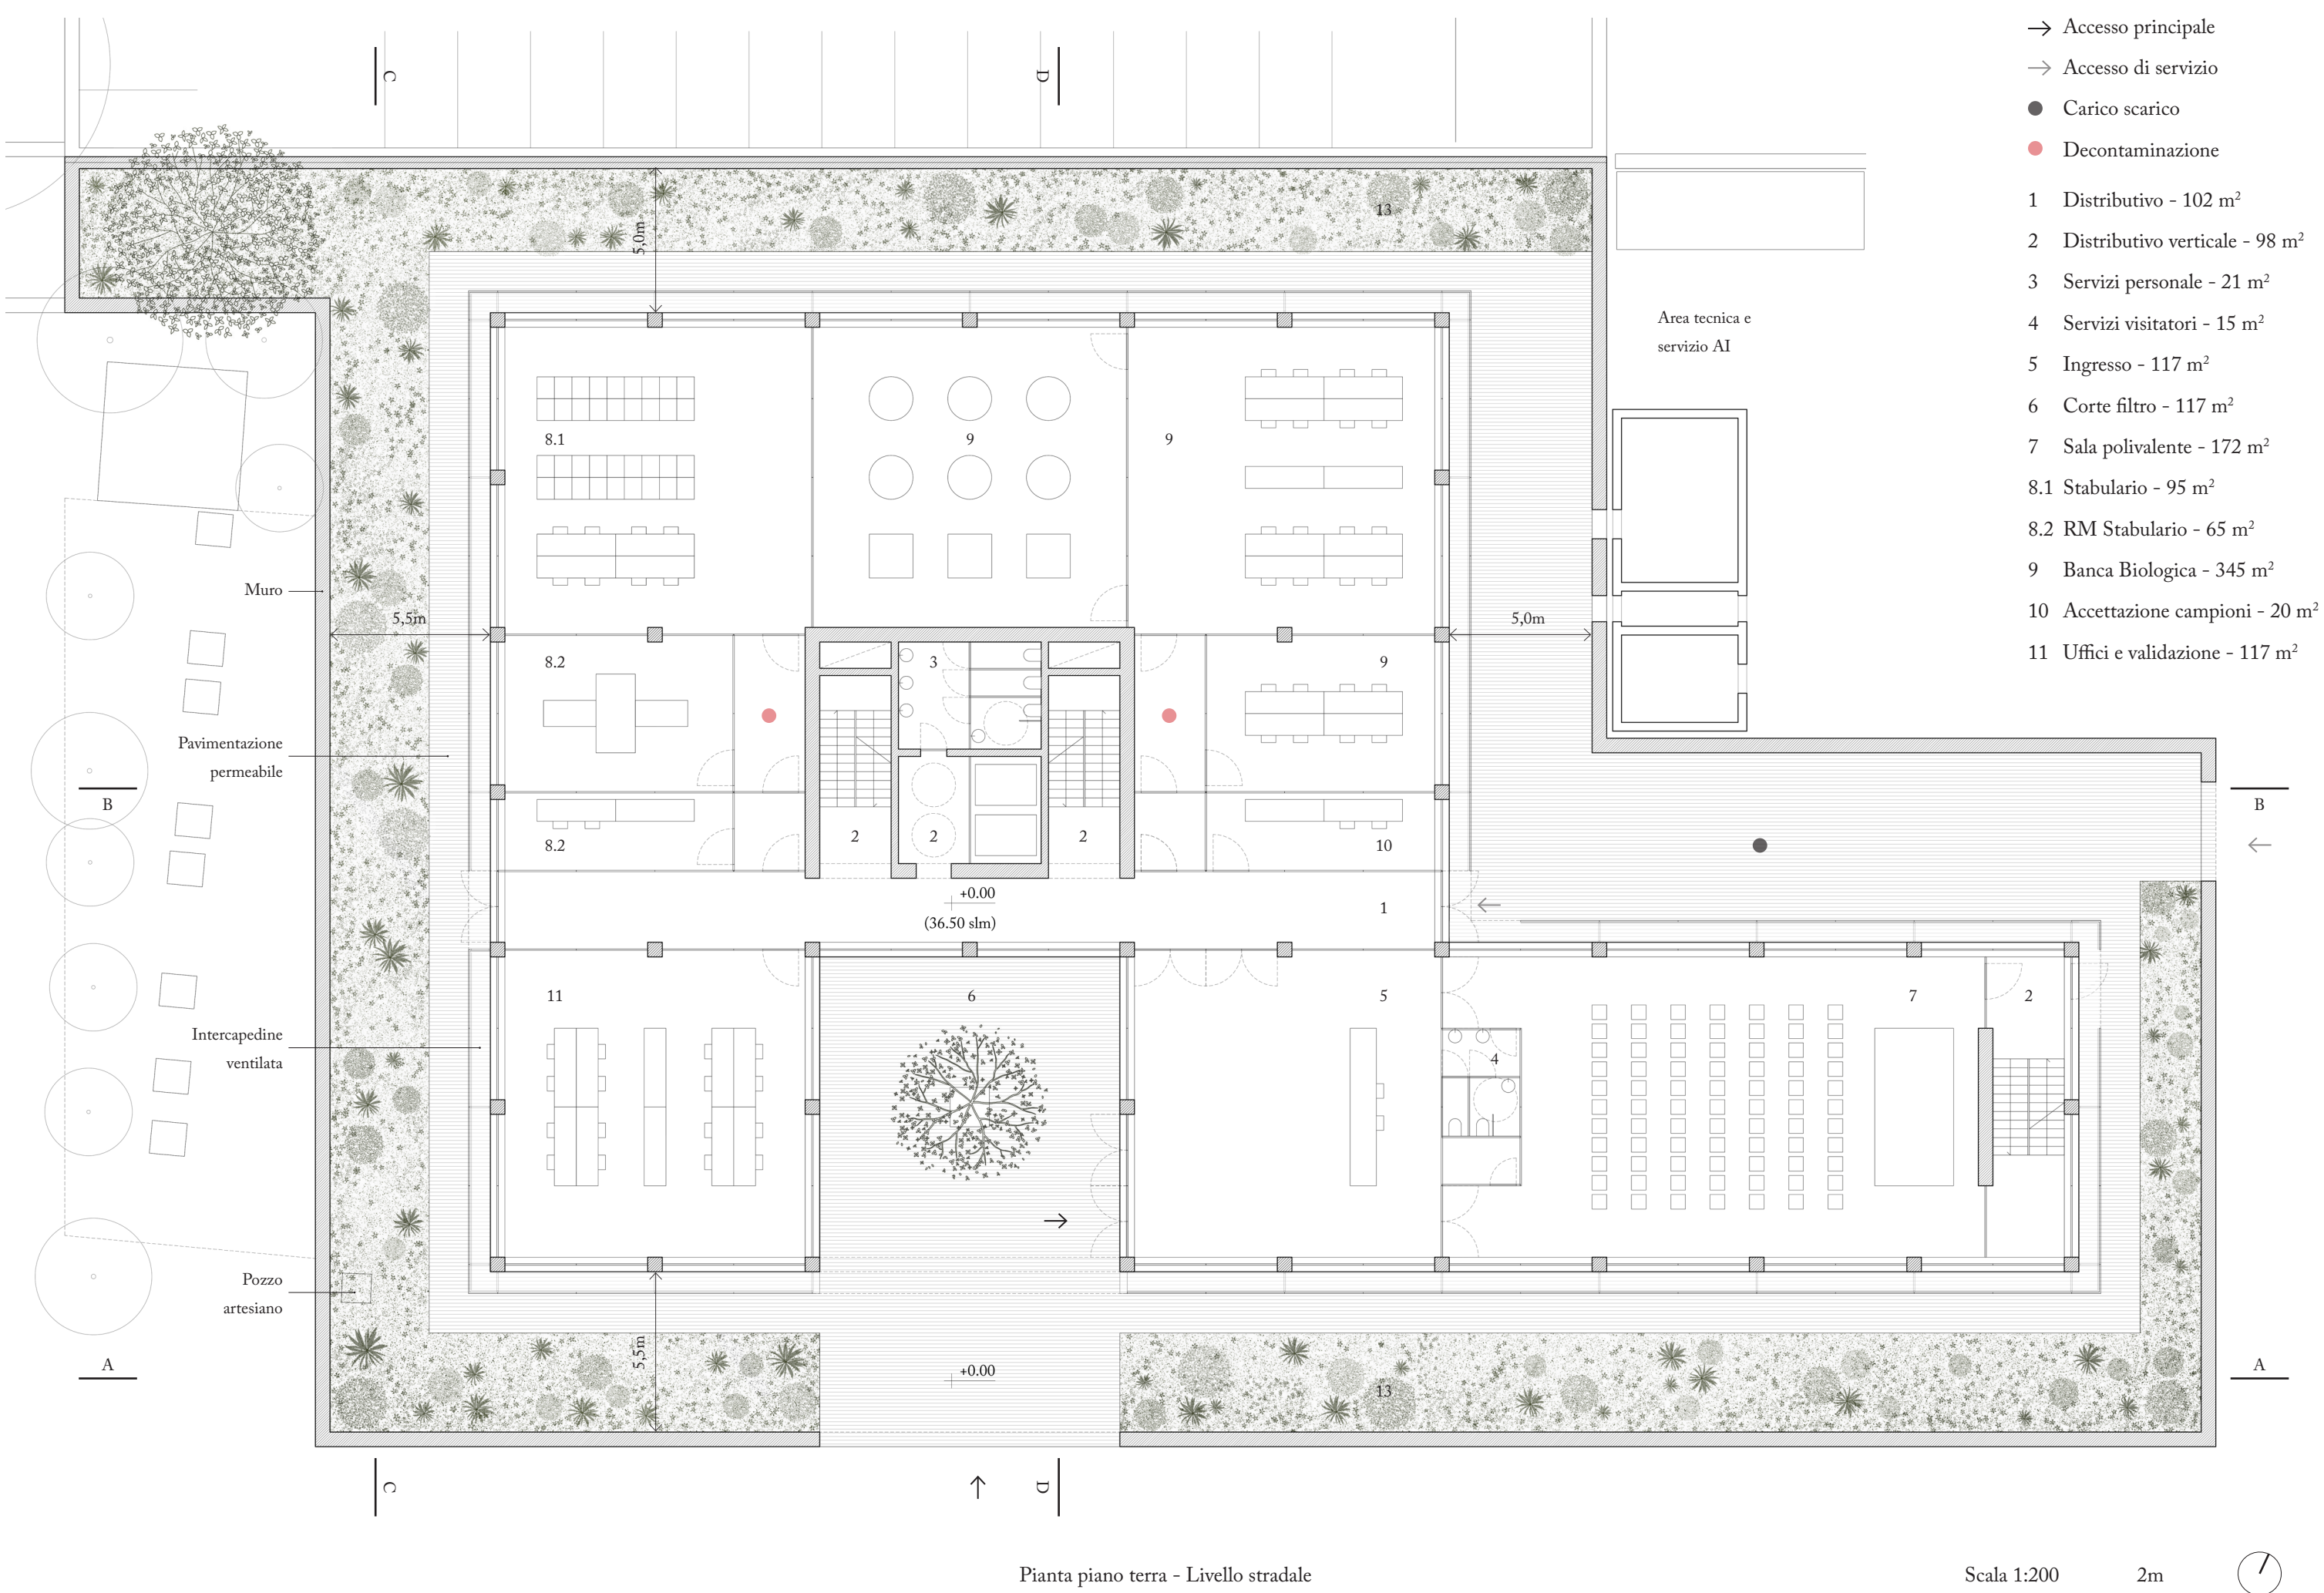 Accesso principale
Accesso di servizio
Carico scarico
Decontaminazione
1 Distributivo - 102 m²
2 Distributivo verticale - 98 m²
3 Servizi personale - 21 m²
4 Servizi visitatori - 15 m²
5 Ingresso - 117 m²
6 Corte filtro - 117 m²
7 Sala polivalente - 172 m²
8.1 Stabulario - 95 m²
8.2 RM Stabulario - 65 m²
9 Banca Biologica - 345 m²
10 Accettazione campioni - 20 m²
11 Uffici e validazione - 117 m²
C
D
13
5,0m
Area tecnica e
servizio AI
8.1
9
9
Muro
5,5m
5,0m
8.2
3
9
Pavimentazione
permeabile
B
B
2
2
2
8.2
10
+0.00
(36.50 slm)
1
11
6
5
7
2
Intercapedine
ventilata
4
Pozzo
artesiano
5,5m
A
+0.00
13
A
C
D
Pianta piano terra - Livello stradale
Scala 1:200
2m